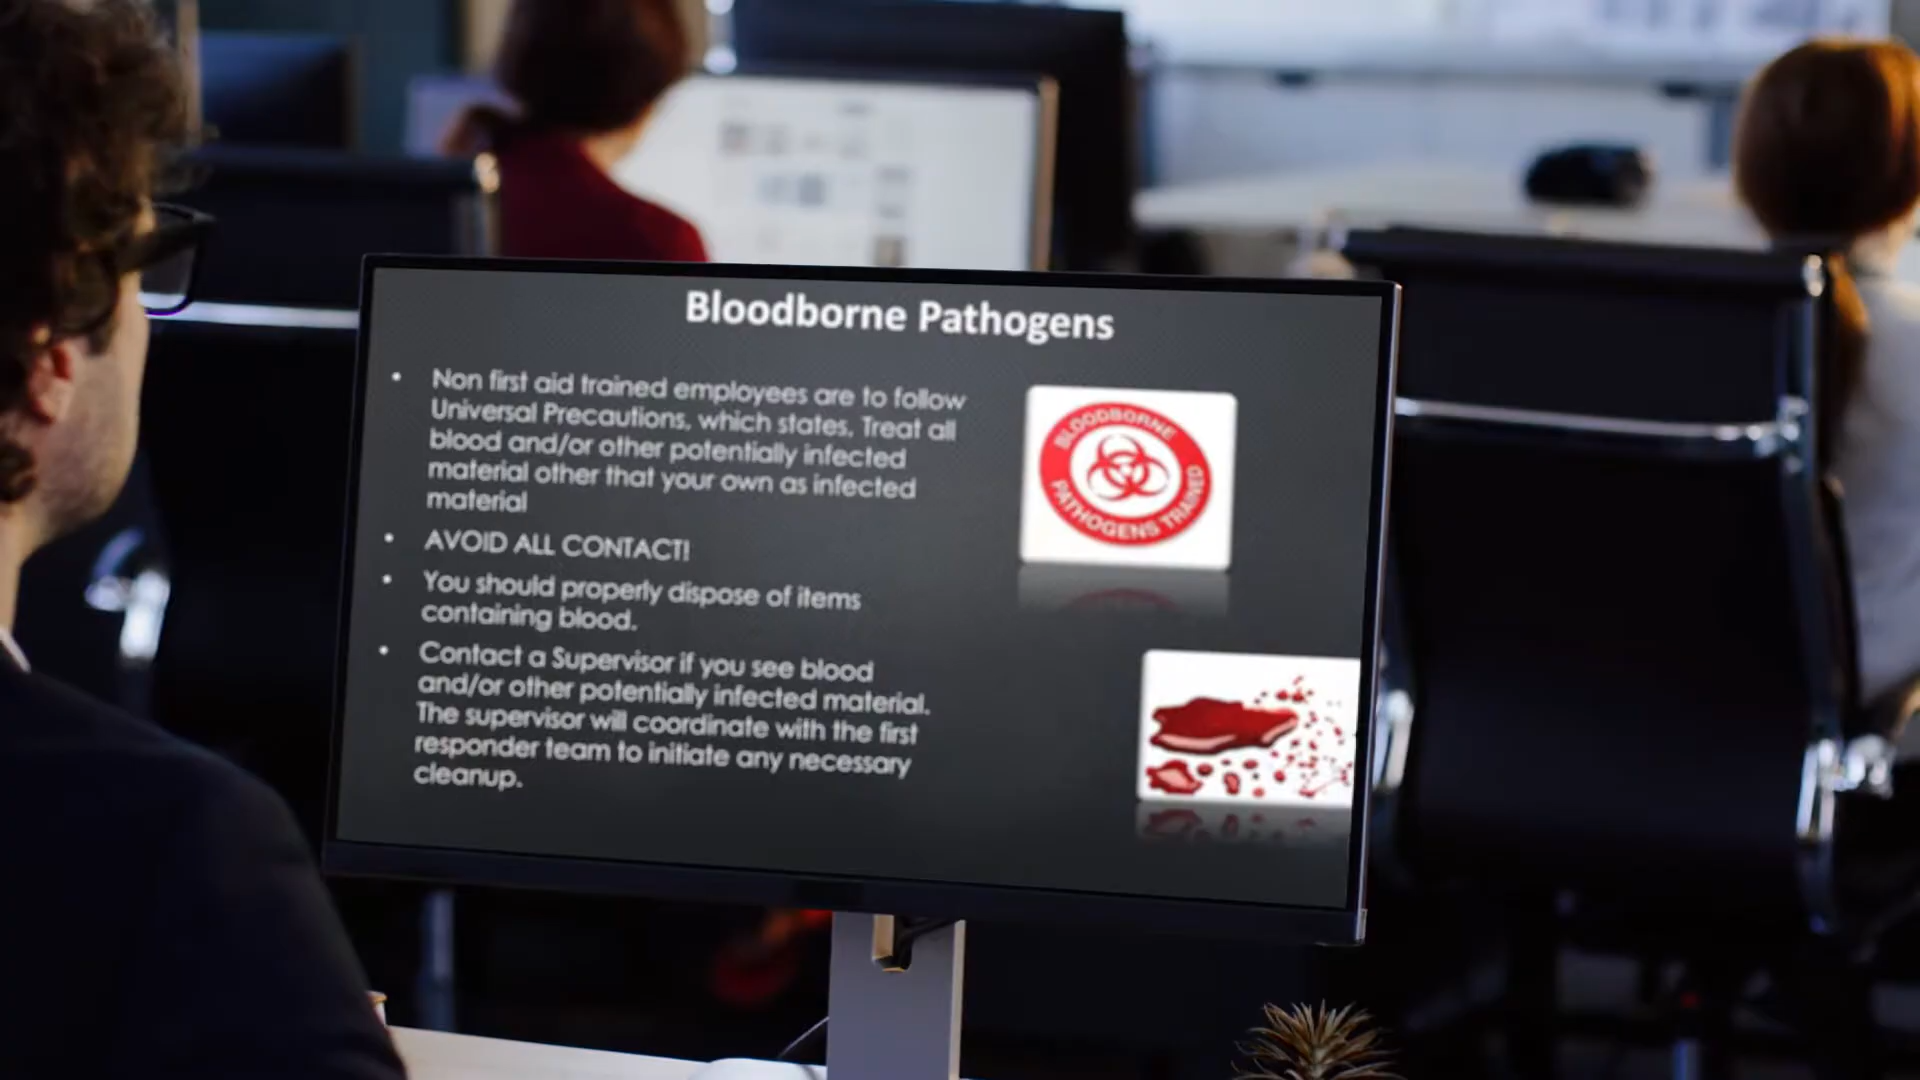 Bloodborne Pathogens
• Non first aid trained employees are to follow
Universal Precautions, which states, Treat all
blood and/or other potentially infected
material other that your own as infected
material
• AVOID ALL CONTACT!
• You should properly dispose of items
containing blood.
• Contact a Supervisor if you see blood
and/or other potentially infected material.
The supervisor will coordinate with the first
responder team to initiate any necessary
cleanup.
BLOODBORNE
PATHOGENS TRAINED